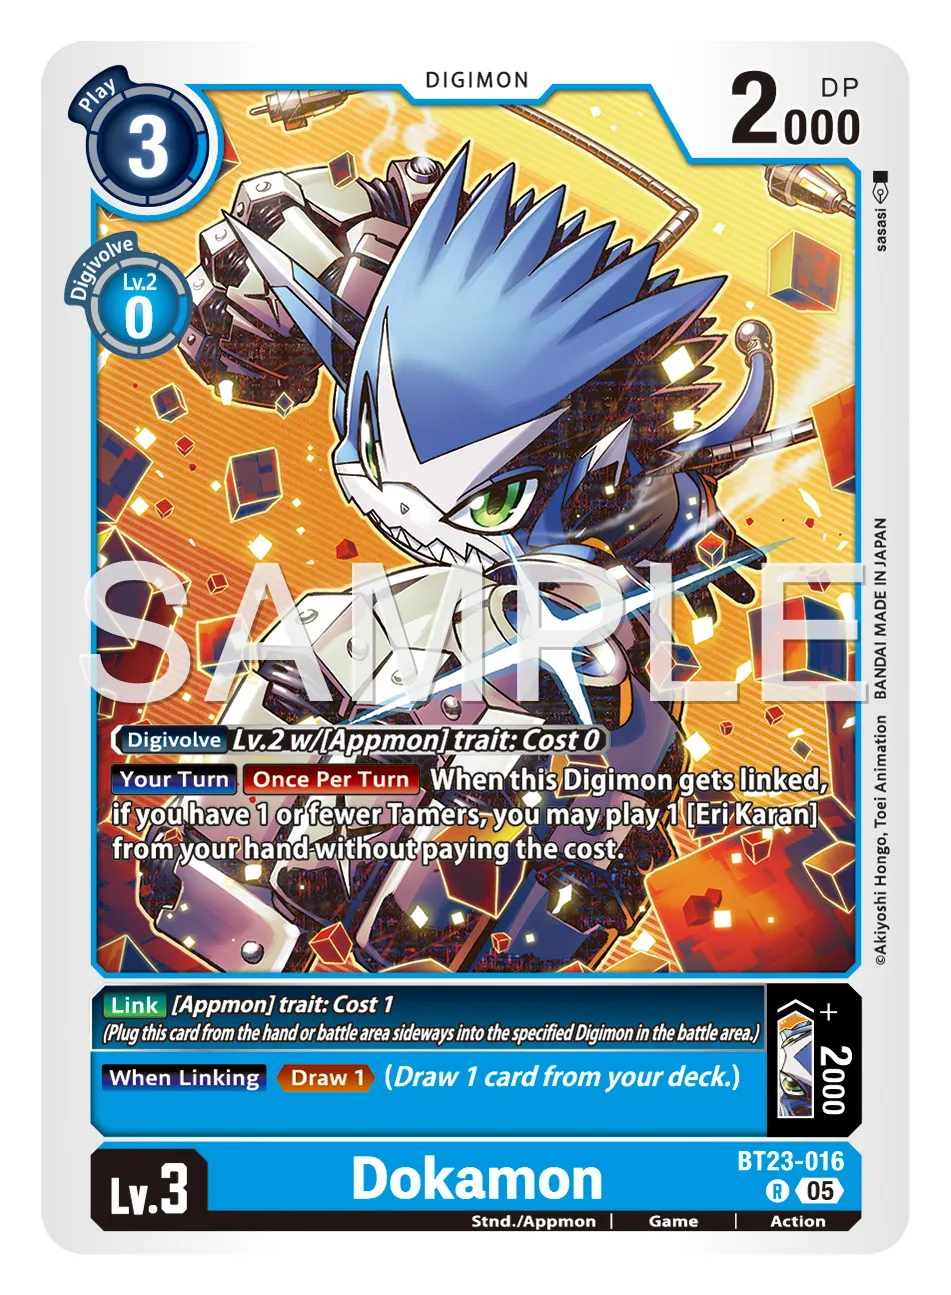 DIGIMON
Play
3
2000
DP
Digivolve
Lv.2
0
sasasi
SAMPLE
BANDAI MADE IN JAPAN
©Akiyoshi Hongo, Toei Animation
Digivolve Lv.2 w/[Appmon] trait: Cost 0
Your Turn Once Per Turn When this Digimon gets linked,
if you have 1 or fewer Tamers, you may play 1 [Eri Karan]
from your hand without paying the cost.
Link [Appmon] trait: Cost 1
(Plug this card from the hand or battle area sideways into the specified Digimon in the battle area.)
When Linking Draw 1 (Draw 1 card from your deck.)
+2000
Lv.3
Dokamon
BT23-016
R 05
Stnd./Appmon | Game | Action